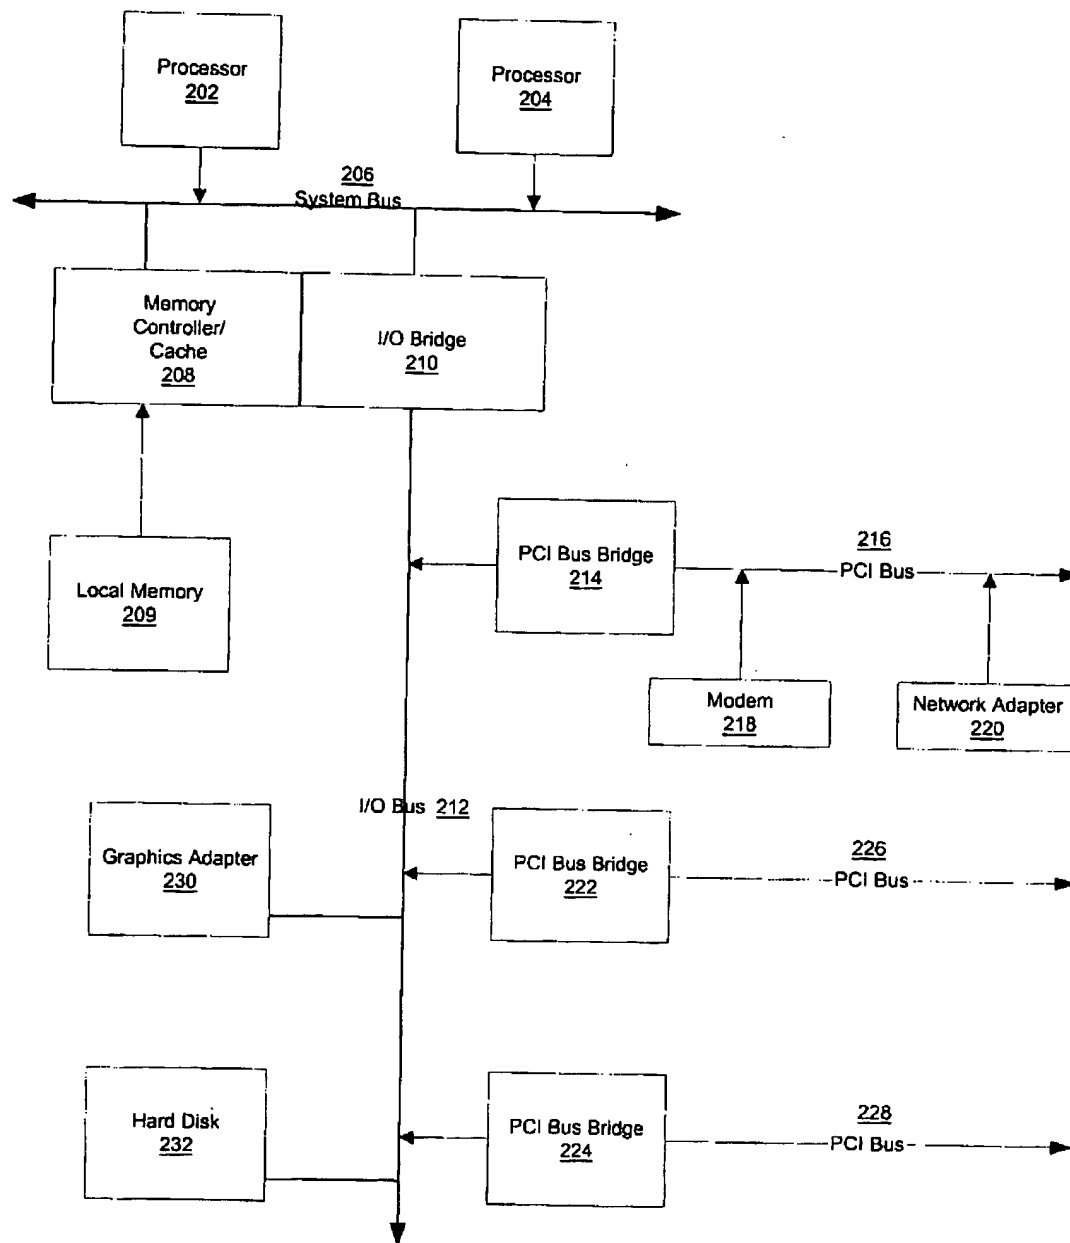 Processor
202
Processor
204
206
System Bus
Memory
Controller/
Cache
208
I/O Bridge
210
PCI Bus Bridge
214
216
PCI Bus
Local Memory
209
Modem
218
Network Adapter
220
I/O Bus 212
Graphics Adapter
230
PCI Bus Bridge
222
226
PCI Bus
Hard Disk
232
PCI Bus Bridge
224
228
PCI Bus